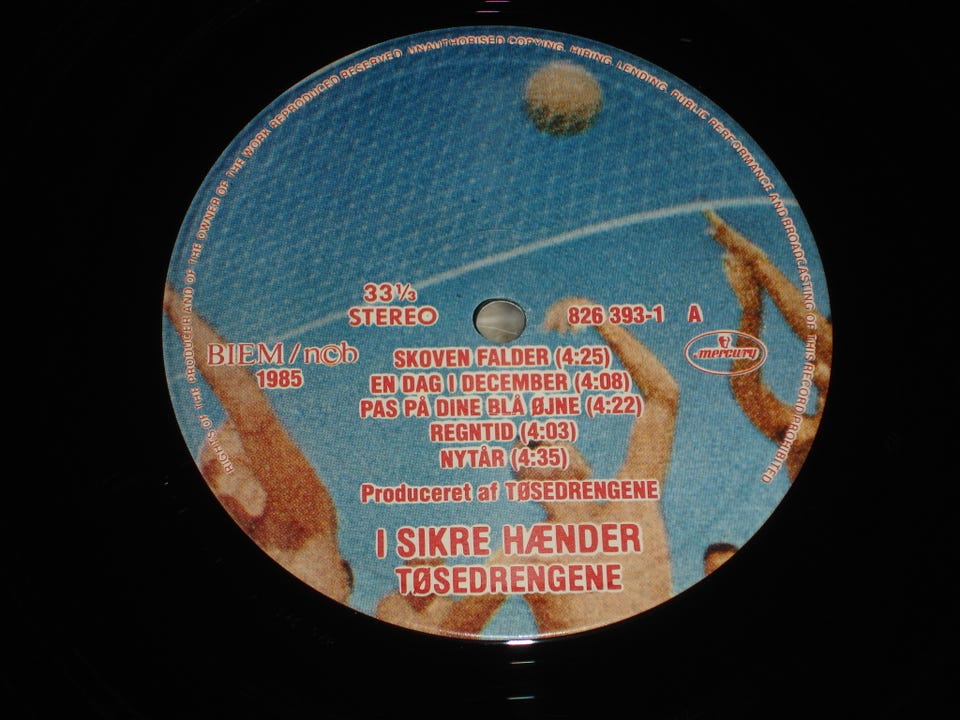 RIGHTS OF THE PRODUCER AND OF THE OWNER OF THE WORK REPRODUCED RESERVED UNAUTHORISED COPYING, HIRING, LENDING, PUBLIC PERFORMANCE AND BROADCASTING OF THIS RECORD PROHIBITED
33⅓
STEREO
826 393-1 A
BIEM/n©b
1985
mercury
SKOVEN FALDER (4:25)
EN DAG I DECEMBER (4:08)
PAS PÅ DINE BLÅ ØJNE (4:22)
REGNTID (4:03)
NYTÅR (4:35)
Produceret af TØSEDRENGENE
I SIKRE HÆNDER
TØSEDRENGENE